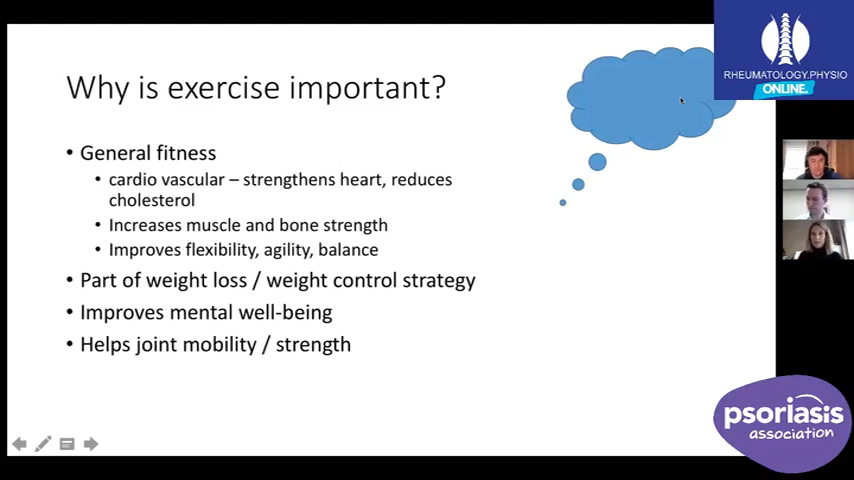 Why is exercise important?
• General fitness
• cardio vascular – strengthens heart, reduces
cholesterol
• Increases muscle and bone strength
• Improves flexibility, agility, balance
• Part of weight loss / weight control strategy
• Improves mental well-being
• Helps joint mobility / strength
RHEUMATOLOGY.PHYSIO
ONLINE.
psoriasis
association